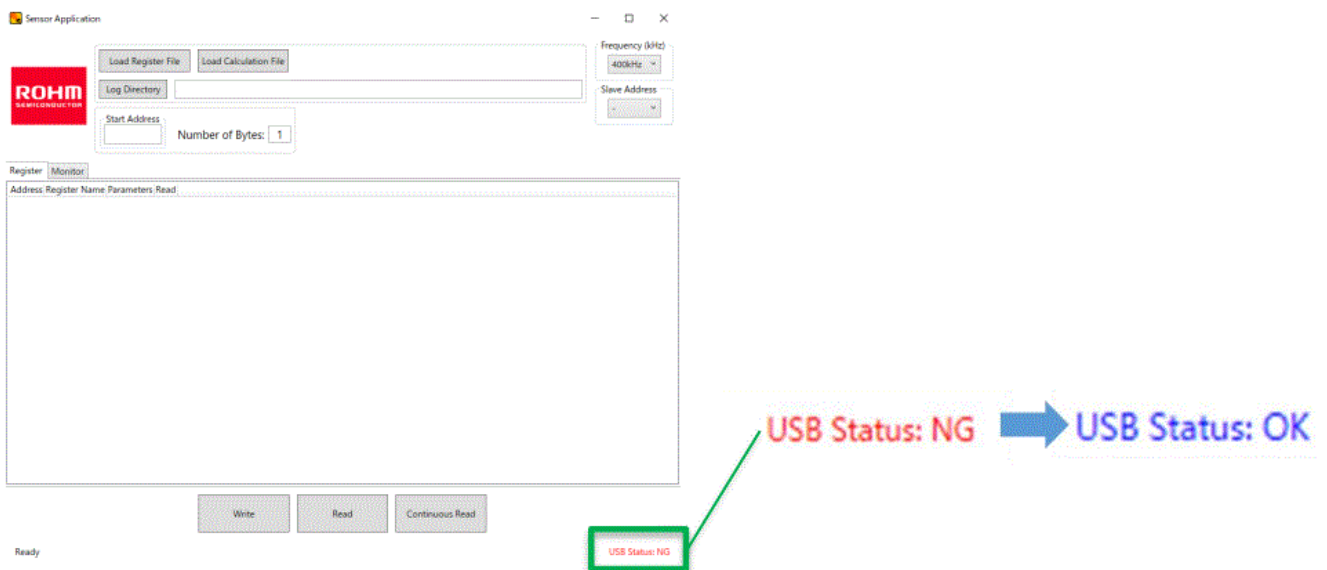 Sensor Application
Load Register File Load Calculation File
Frequency (kHz)
400kHz
ROHM
SEMICONDUCTOR
Log Directory
Slave Address
-
Start Address
Number of Bytes: 1
Register Monitor
Address Register Name Parameters Read
USB Status: NG USB Status: OK
Write Read Continuous Read
Ready USB Status: NG